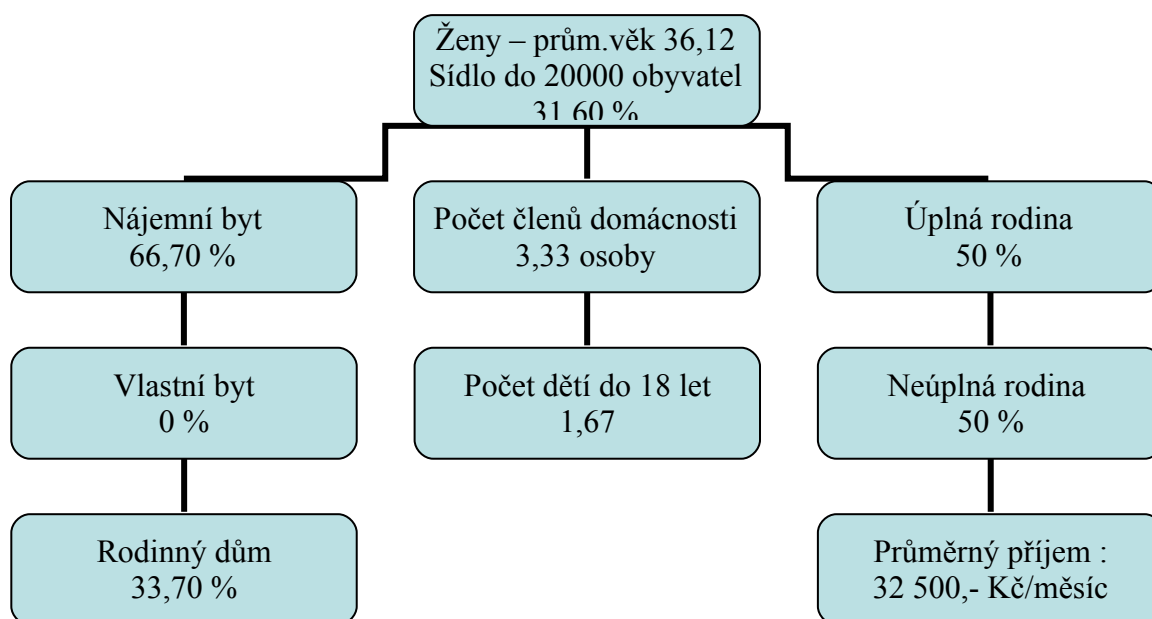 Ženy – prům.věk 36,12
Sídlo do 20000 obyvatel
31,60 %
Nájemní byt
66,70 %
Počet členů domácnosti
3,33 osoby
Úplná rodina
50 %
Vlastní byt
0 %
Počet dětí do 18 let
1,67
Neúplná rodina
50 %
Rodinný dům
33,70 %
Průměrný příjem :
32 500,- Kč/měsíc